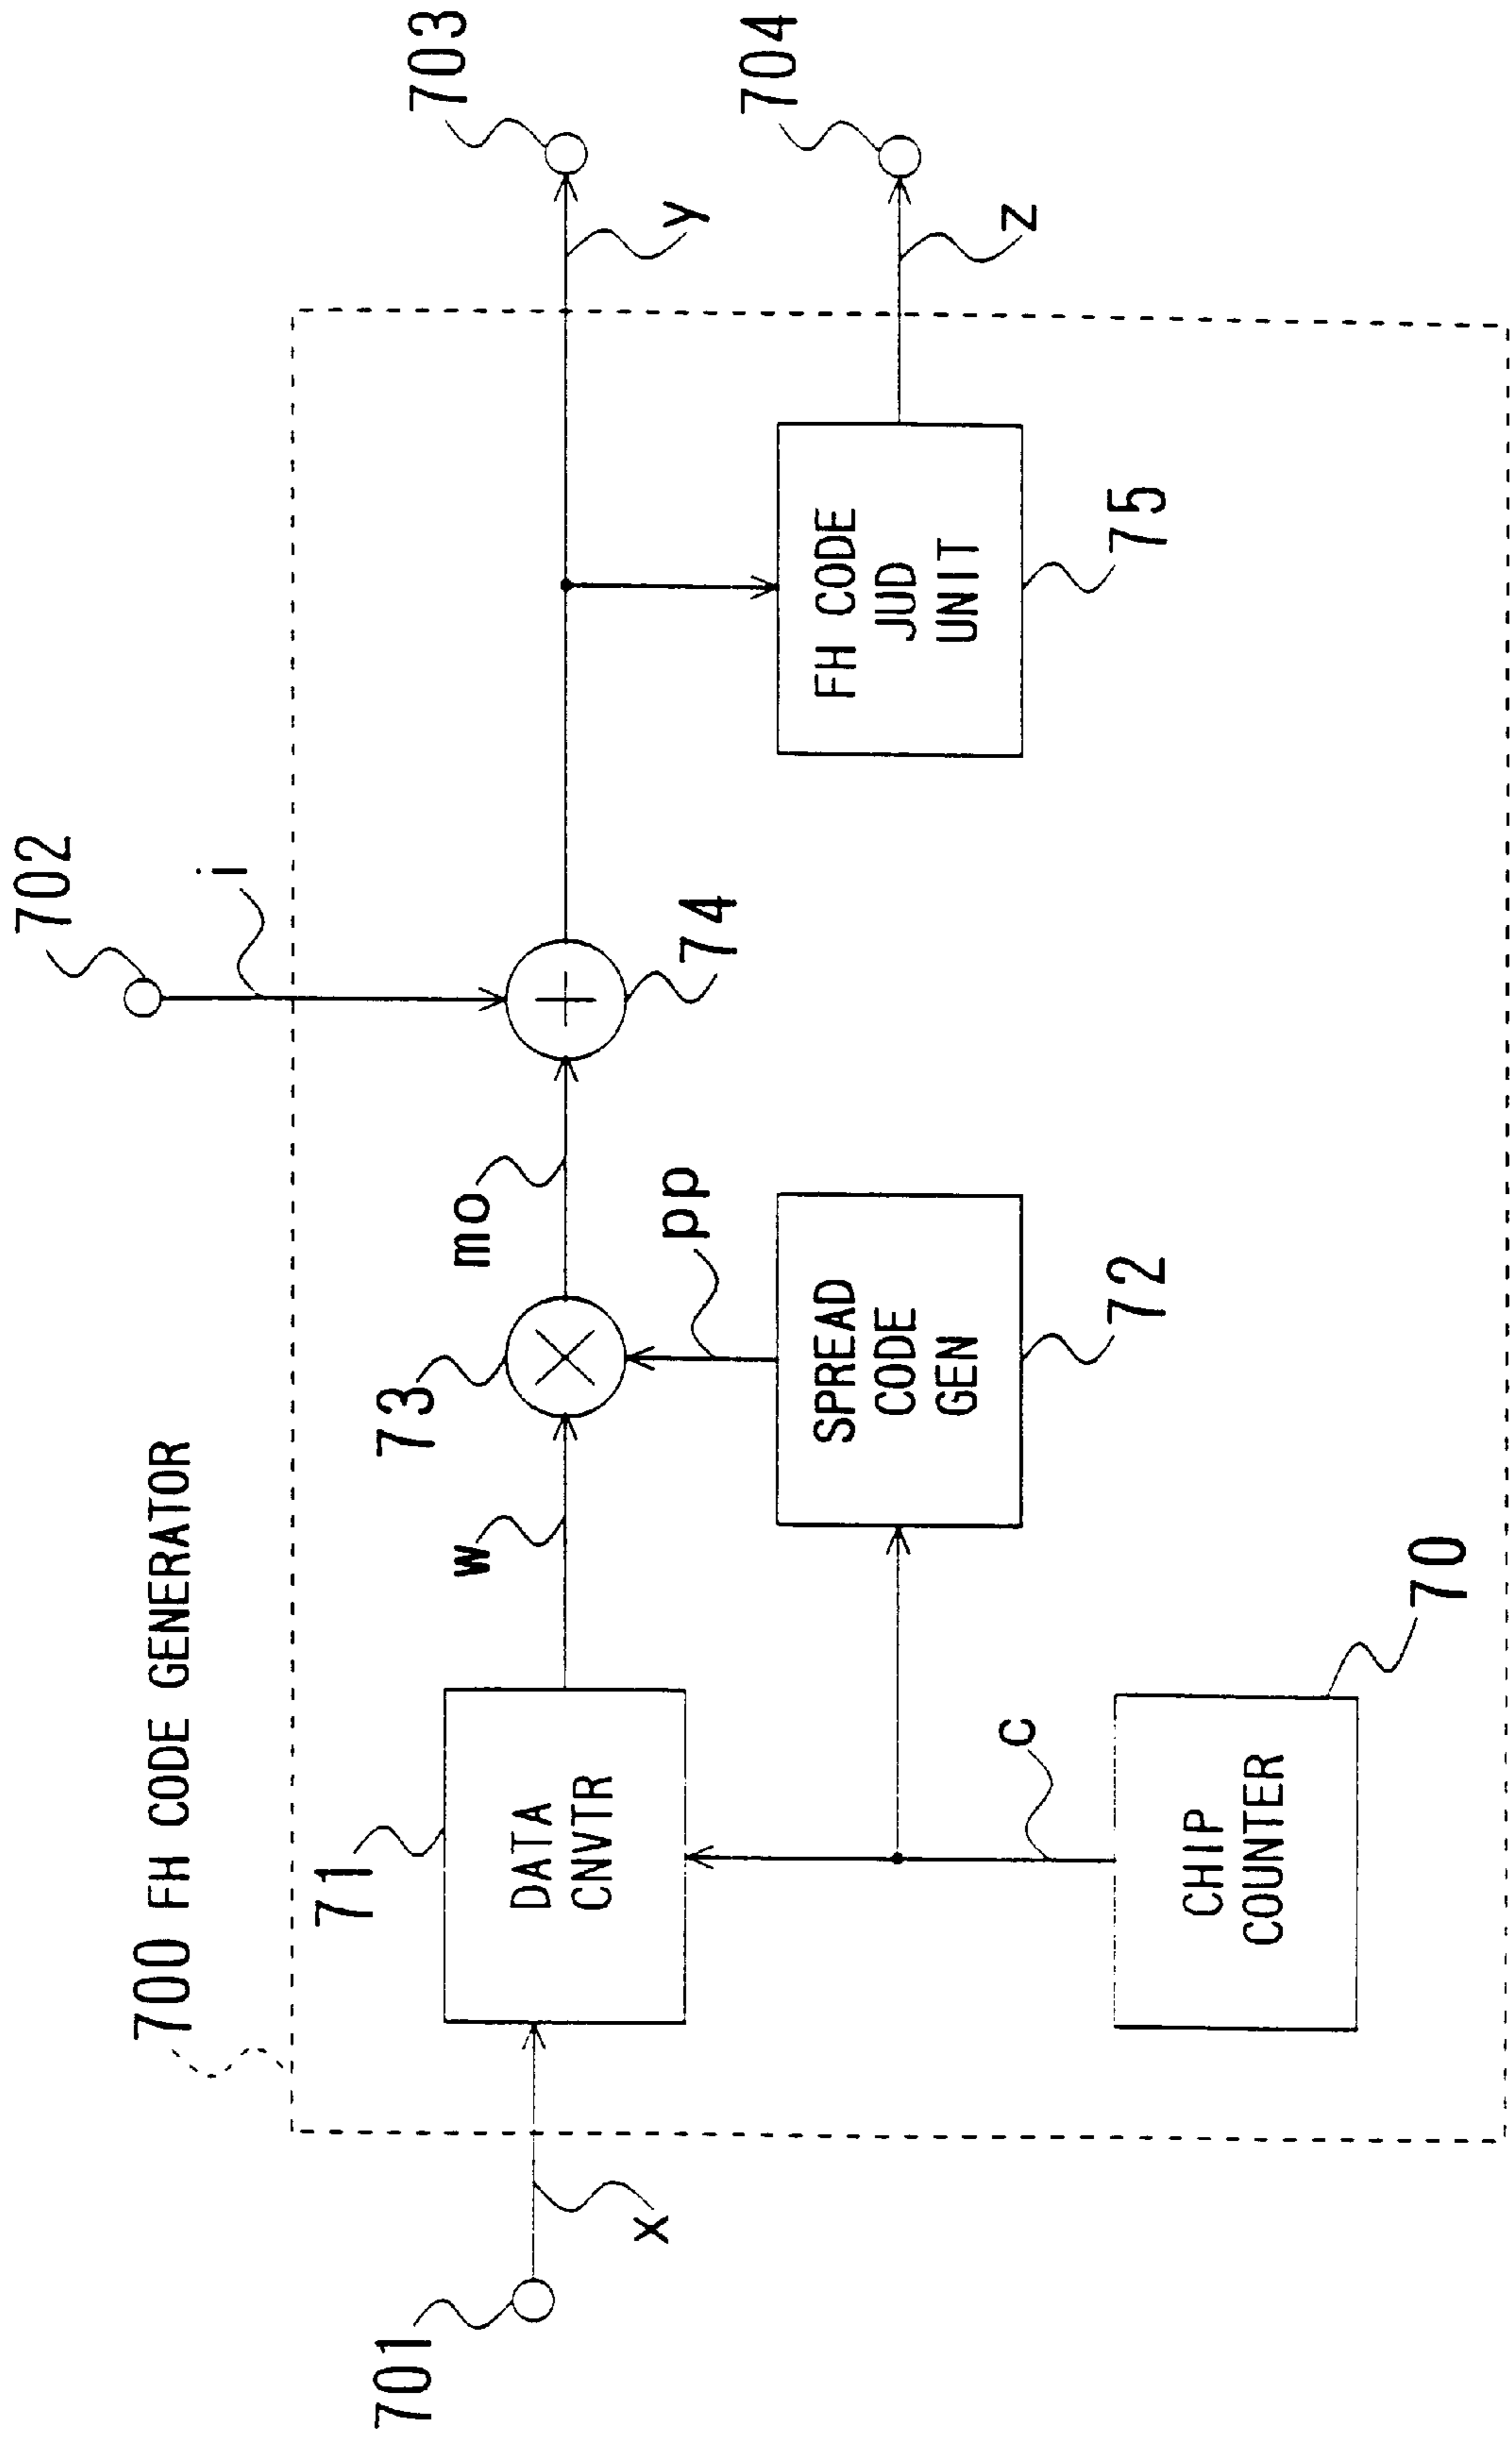 700 FH CODE GENERATOR
702
i
701
x
71
DATA
CNVTR
w
73
mo
74
y
703
pp
SPREAD
CODE
GEN
72
FH CODE
JUD
UNIT
75
z
704
c
CHIP
COUNTER
70